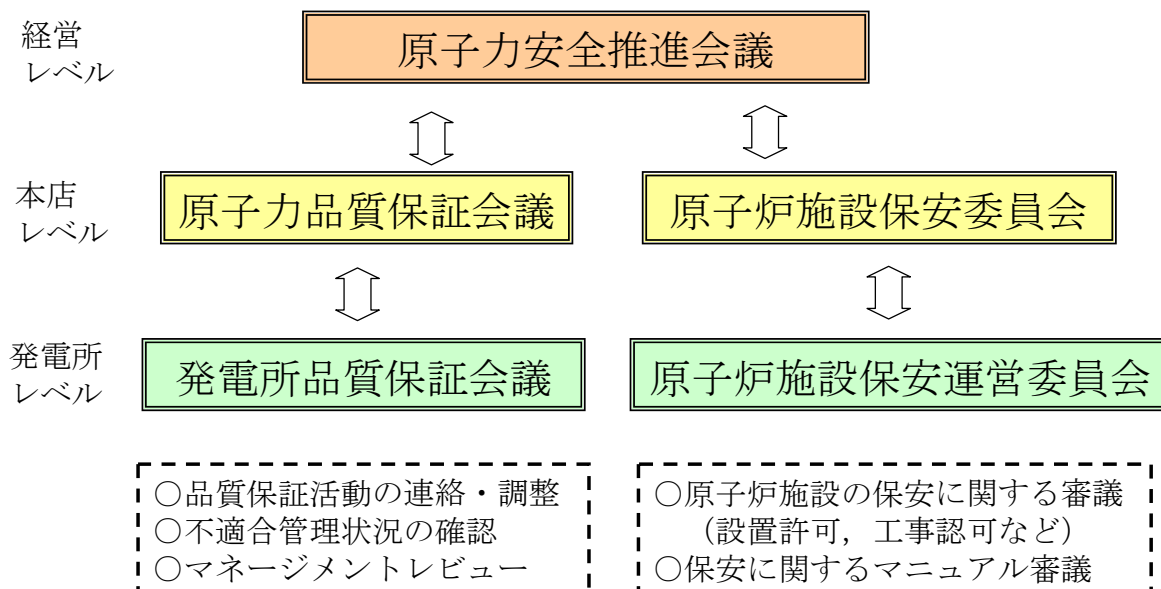 経営
レベル
原子力安全推進会議
本店
レベル
原子力品質保証会議
原子炉施設保安委員会
発電所
レベル
発電所品質保証会議
原子炉施設保安運営委員会
○品質保証活動の連絡・調整
○不適合管理状況の確認
○マネージメントレビュー
○原子炉施設の保安に関する審議
（設置許可，工事認可など）
○保安に関するマニュアル審議